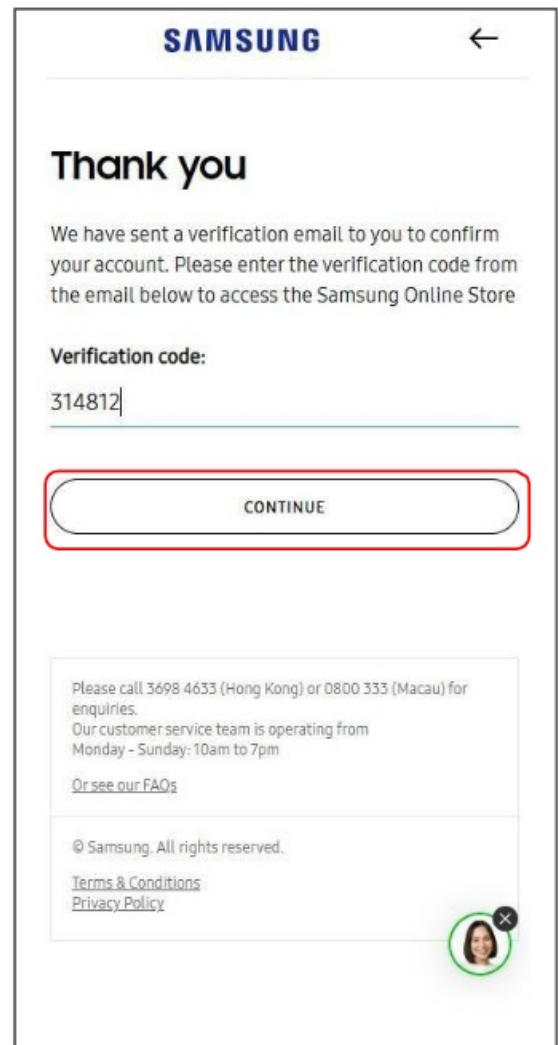 SAMSUNG
Thank you
We have sent a verification email to you to confirm
your account. Please enter the verification code from
the email below to access the Samsung Online Store
Verification code:
314812
CONTINUE
Please call 3698 4633 (Hong Kong) or 0800 333 (Macau) for
enquiries.
Our customer service team is operating from
Monday - Sunday: 10am to 7pm
Or see our FAQs
© Samsung. All rights reserved.
Terms & Conditions
Privacy Policy